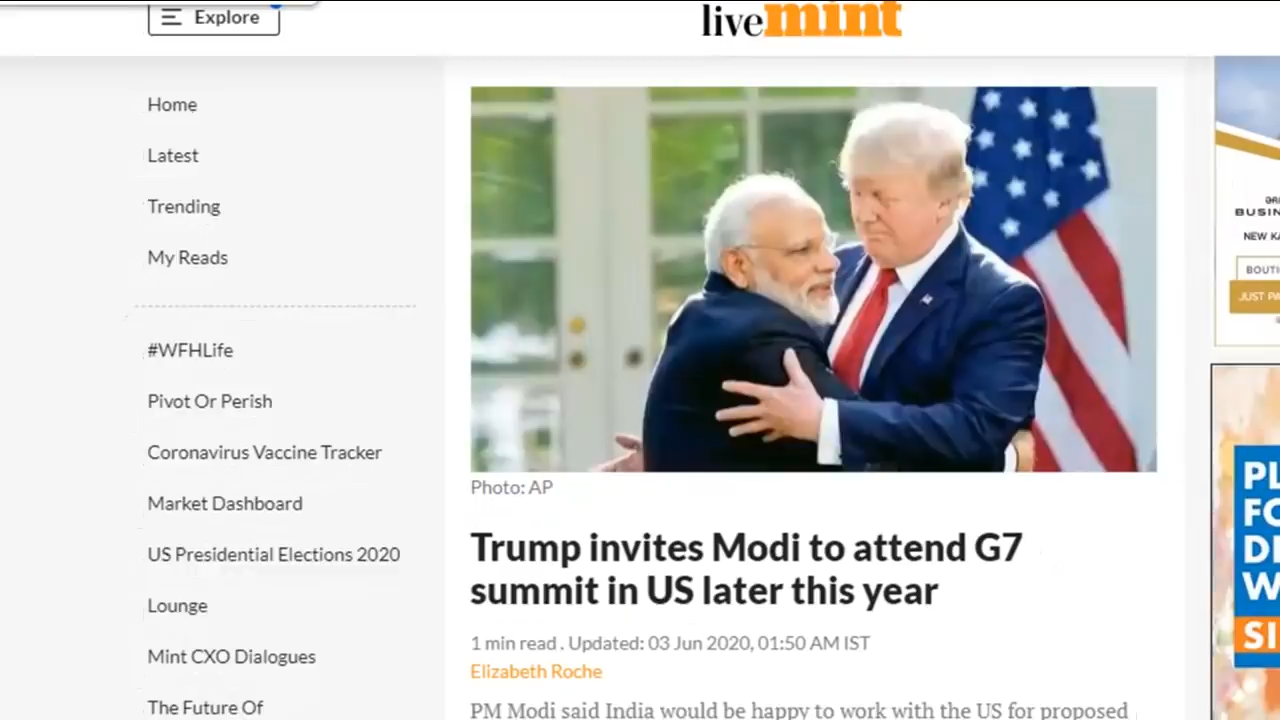 Explore
livemint
Home
Latest
Trending
My Reads
#WFHLife
Pivot Or Perish
Coronavirus Vaccine Tracker
Market Dashboard
US Presidential Elections 2020
Lounge
Mint CXO Dialogues
The Future Of
Photo: AP
Trump invites Modi to attend G7
summit in US later this year
1 min read . Updated: 03 Jun 2020, 01:50 AM IST
Elizabeth Roche
PM Modi said India would be happy to work with the US for proposed